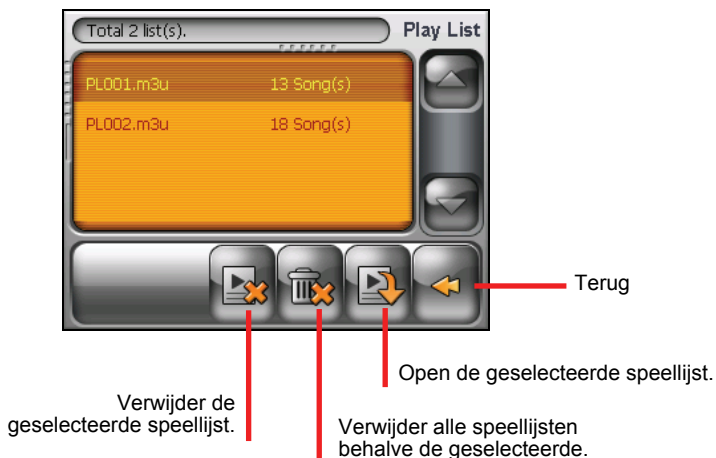 Total 2 list(s). Play List
PL001.m3u 13 Song(s)
PL002.m3u 18 Song(s)
Terug
Open de geselecteerde speellijst.
Verwijder de
geselecteerde speellijst.
Verwijder alle speellijsten
behalve de geselecteerde.